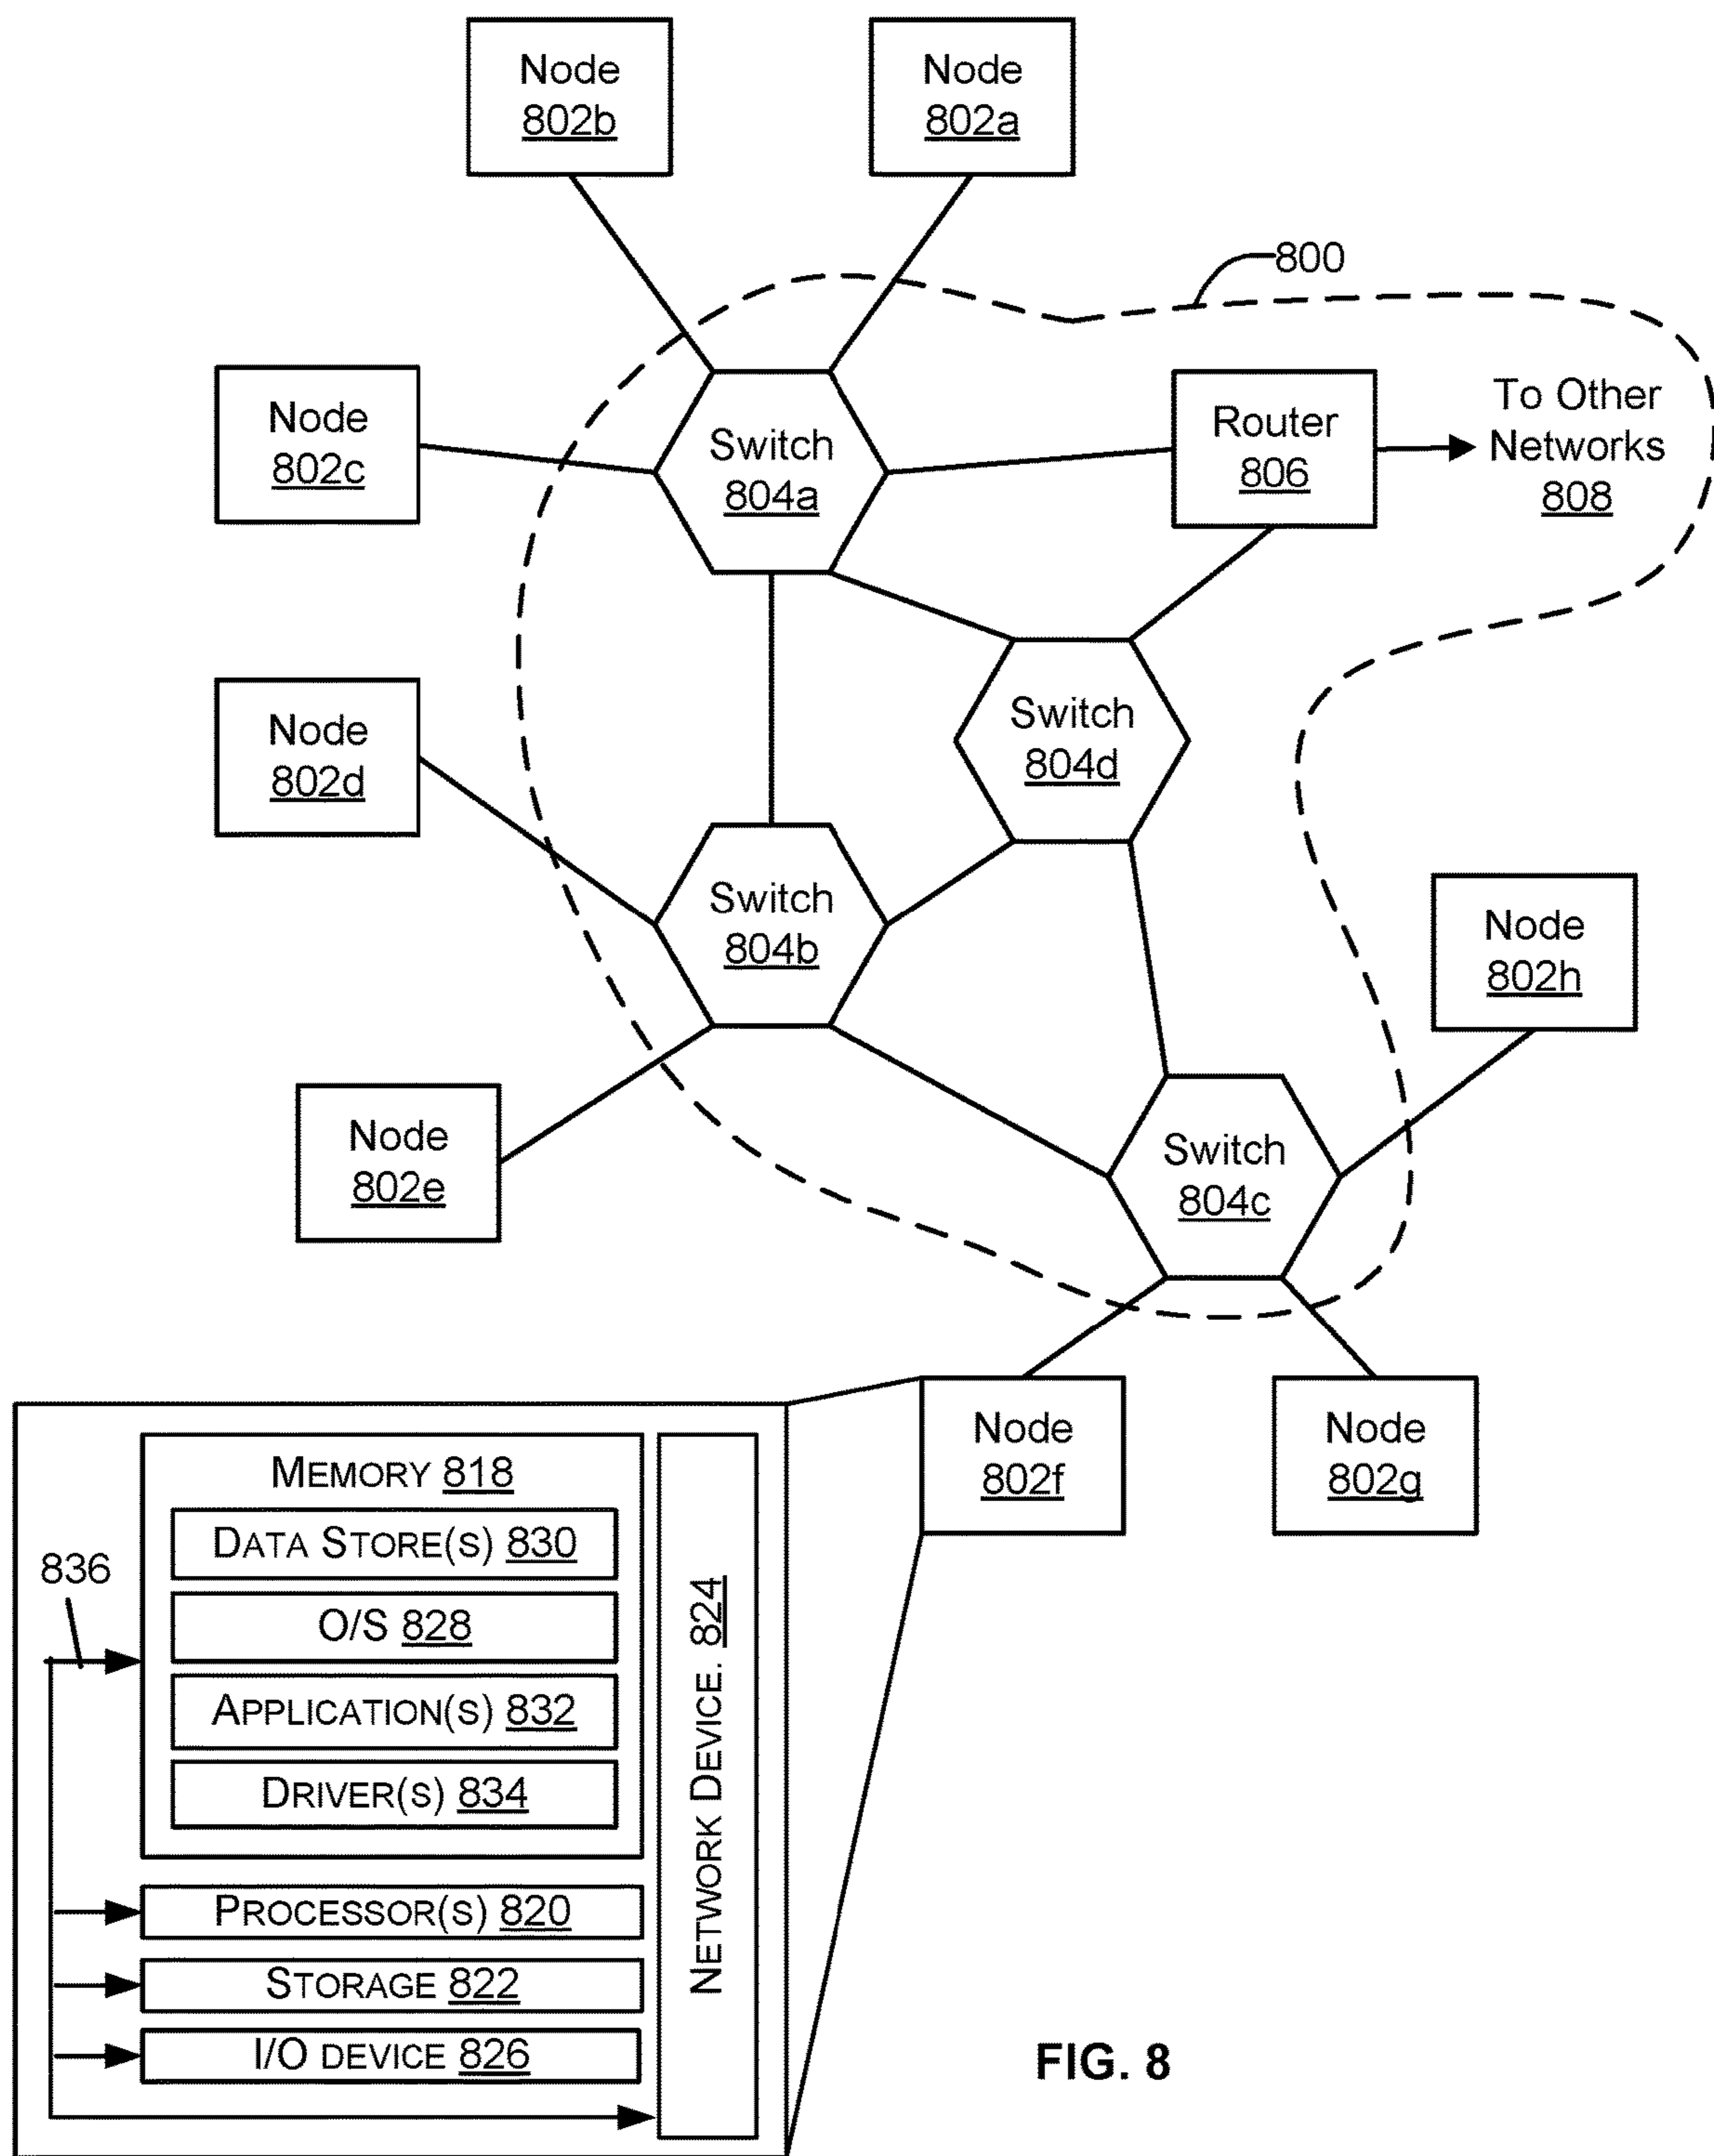 Node
802b
Node
802a
800
Node
802c
Switch
804a
Router
806
To Other
Networks
808
Node
802d
Switch
804d
Switch
804b
Node
802h
Node
802e
Switch
804c
Node
802f
Node
802g
MEMORY 818
DATA STORE(S) 830
836
O/S 828
APPLICATION(S) 832
DRIVER(S) 834
NETWORK DEVICE. 824
PROCESSOR(S) 820
STORAGE 822
I/O DEVICE 826
FIG. 8